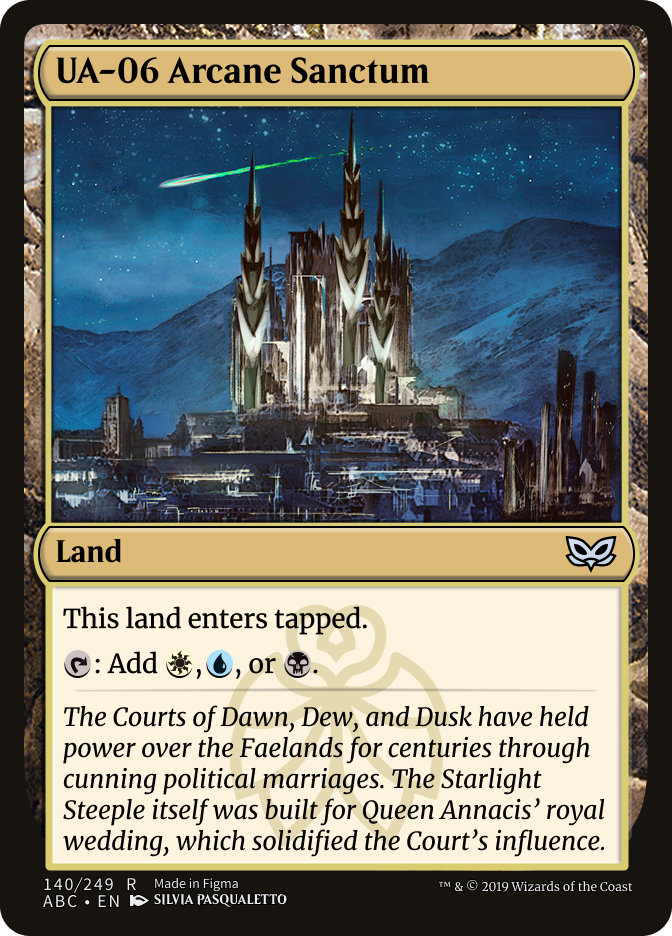 UA-06 Arcane Sanctum
Land
This land enters tapped.
: Add , , or .
The Courts of Dawn, Dew, and Dusk have held
power over the Faelands for centuries through
cunning political marriages. The Starlight
Steeple itself was built for Queen Annacis’ royal
wedding, which solidified the Court’s influence.
140/249 R Made in Figma
ABC • EN SILVIA PASQUALETTO
™ & © 2019 Wizards of the Coast